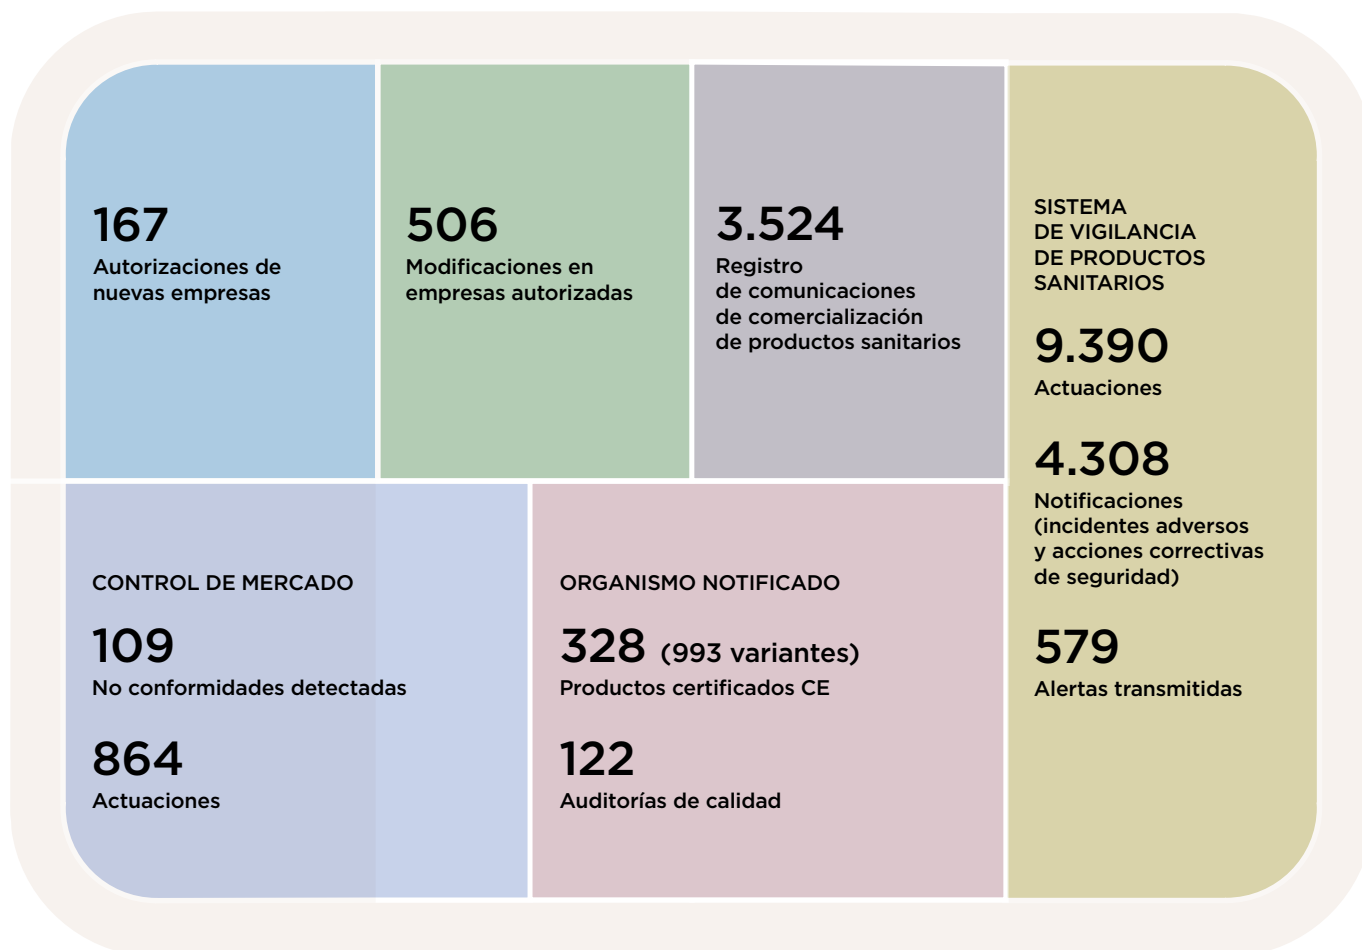 167
Autorizaciones de
nuevas empresas
506
Modificaciones en
empresas autorizadas
3.524
Registro
de comunicaciones
de comercialización
de productos sanitarios
SISTEMA
DE VIGILANCIA
DE PRODUCTOS
SANITARIOS
9.390
Actuaciones
4.308
Notificaciones
(incidentes adversos
y acciones correctivas
de seguridad)
579
Alertas transmitidas
CONTROL DE MERCADO
109
No conformidades detectadas
864
Actuaciones
ORGANISMO NOTIFICADO
328 (993 variantes)
Productos certificados CE
122
Auditorías de calidad